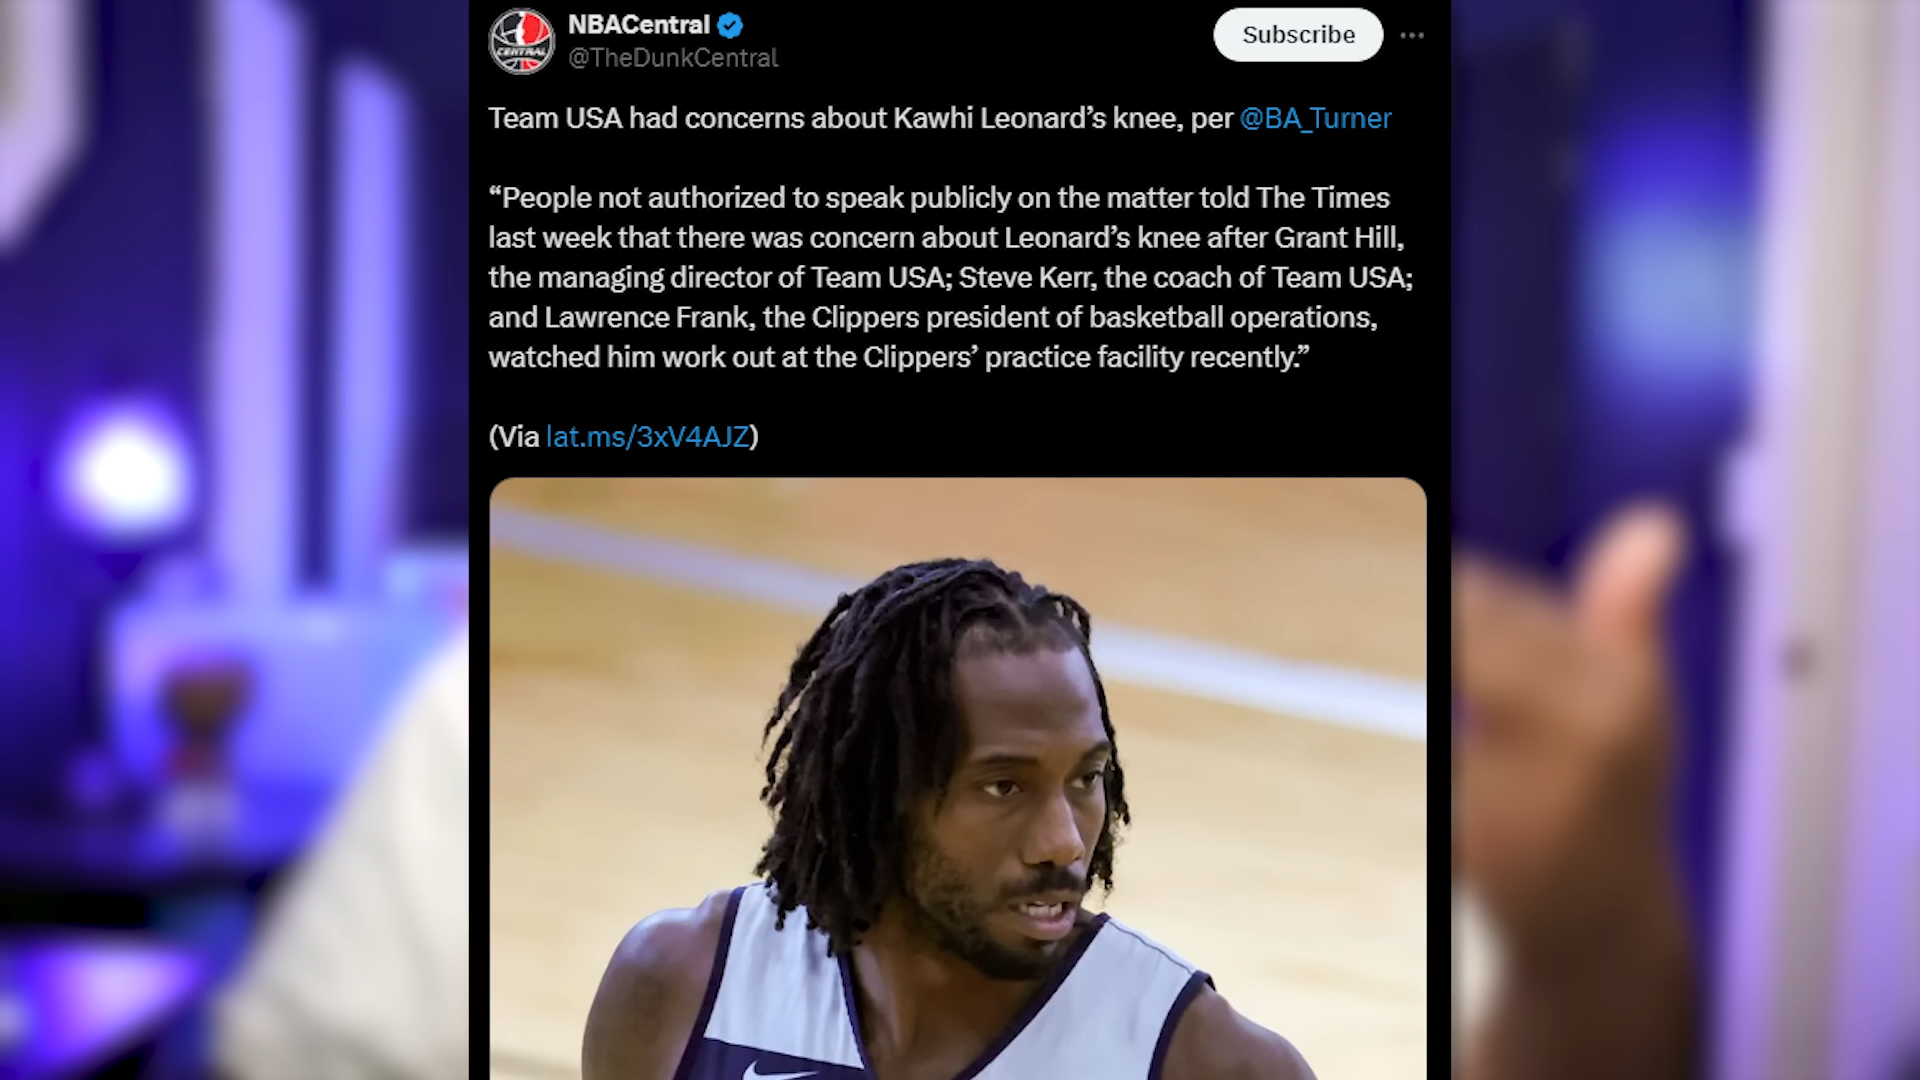 NBACentral
@TheDunkCentral
Subscribe
Team USA had concerns about Kawhi Leonard’s knee, per @BA_Turner
“People not authorized to speak publicly on the matter told The Times
last week that there was concern about Leonard’s knee after Grant Hill,
the managing director of Team USA; Steve Kerr, the coach of Team USA;
and Lawrence Frank, the Clippers president of basketball operations,
watched him work out at the Clippers’ practice facility recently.”
(Via lat.ms/3xV4AJZ)
CENTRAL